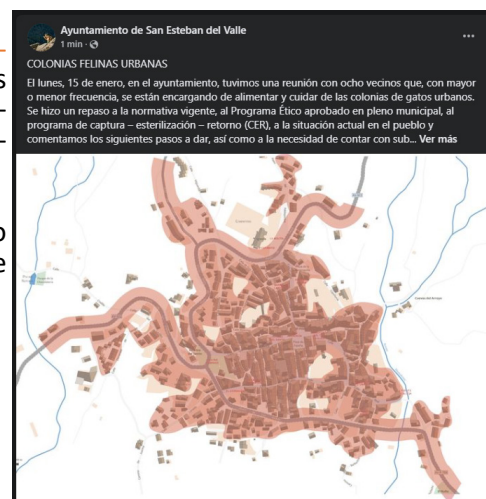 Ayuntamiento de San Esteban del Valle
1 min ·
COLONIAS FELINAS URBANAS
El lunes, 15 de enero, en el ayuntamiento, tuvimos una reunión con ocho vecinos que, con mayor
o menor frecuencia, se están encargando de alimentar y cuidar de las colonias de gatos urbanos.
Se hizo un repaso a la normativa vigente, al Programa Ético aprobado en pleno municipal, al
programa de captura – esterilización – retorno (CER), a la situación actual en el pueblo y
comentamos los siguientes pasos a dar, así como a la necesidad de contar con sub... Ver más
s
-
-
o
e